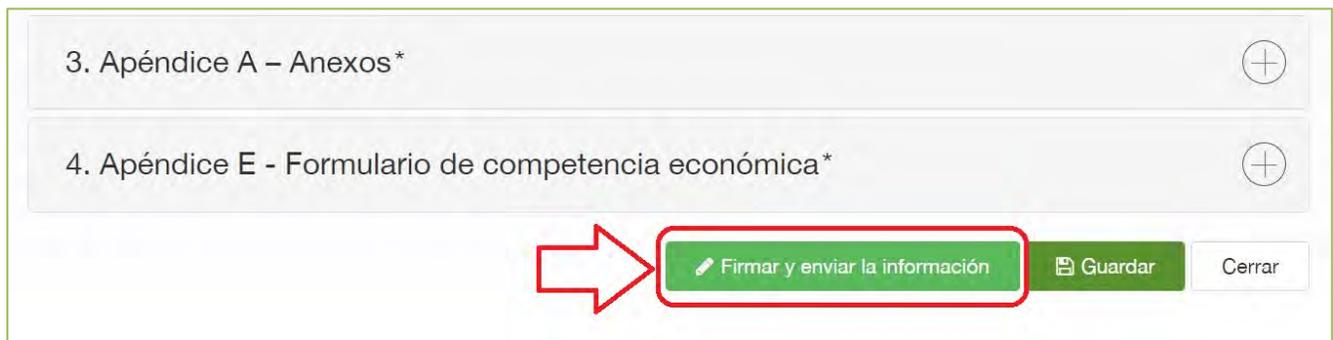 3. Apéndice A – Anexos*
4. Apéndice E - Formulario de competencia económica*
Firmar y enviar la información Guardar Cerrar